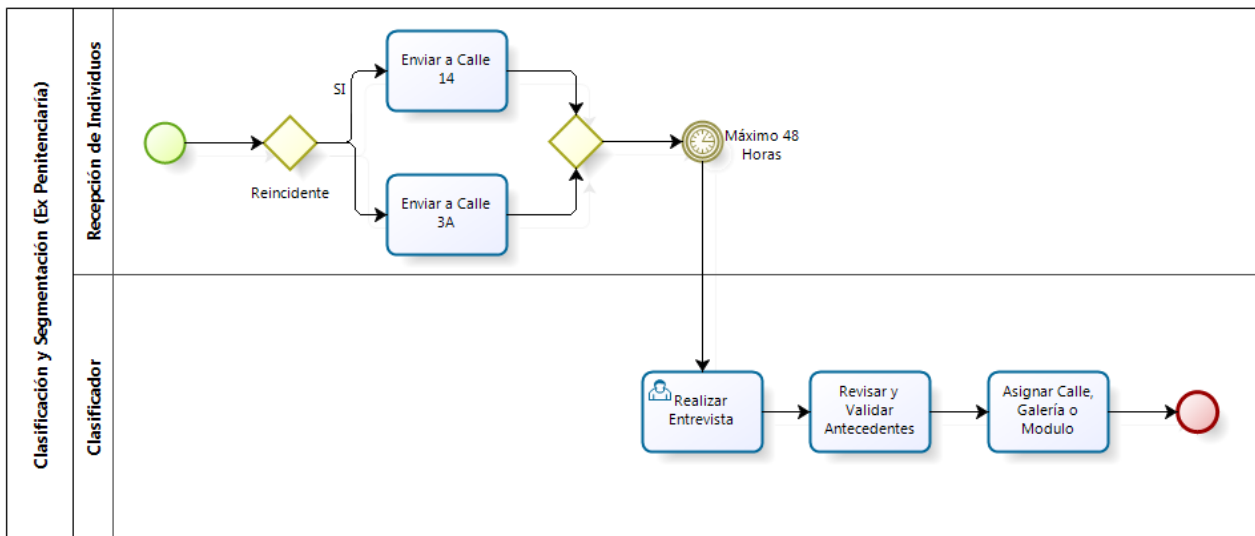 Clasificación y Segmentación (Ex Penitenciaría)
Recepción de Individuos
Reincidente
SI
Enviar a Calle
14
Enviar a Calle
3A
Máximo 48
Horas
Clasificador
Realizar
Entrevista
Revisar y
Validar
Antecedentes
Asignar Calle,
Galería o
Modulo